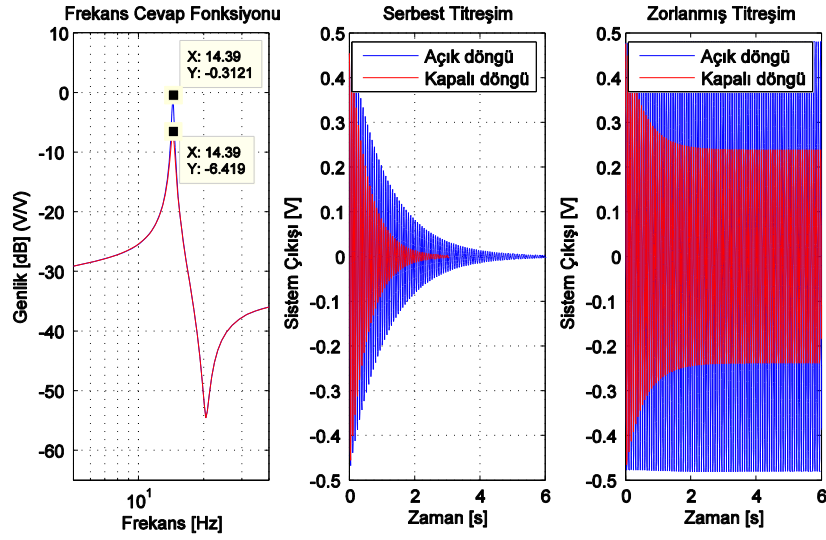 Frekans Cevap Fonksiyonu
10
0
-10
-20
-30
-40
-50
-60
Genlik [dB] (V/V)
X: 14.39
Y: -0.3121
X: 14.39
Y: -6.419
10¹
Frekans [Hz]
Serbest Titreşim
Açık döngü
Kapalı döngü
0.5
0.4
0.3
0.2
0.1
0
-0.1
-0.2
-0.3
-0.4
-0.5
Sistem Çıkışı [V]
0 2 4 6
Zaman [s]
Zorlanmış Titreşim
Açık döngü
Kapalı döngü
0.5
0.4
0.3
0.2
0.1
0
-0.1
-0.2
-0.3
-0.4
-0.5
Sistem Çıkışı [V]
0 2 4 6
Zaman [s]